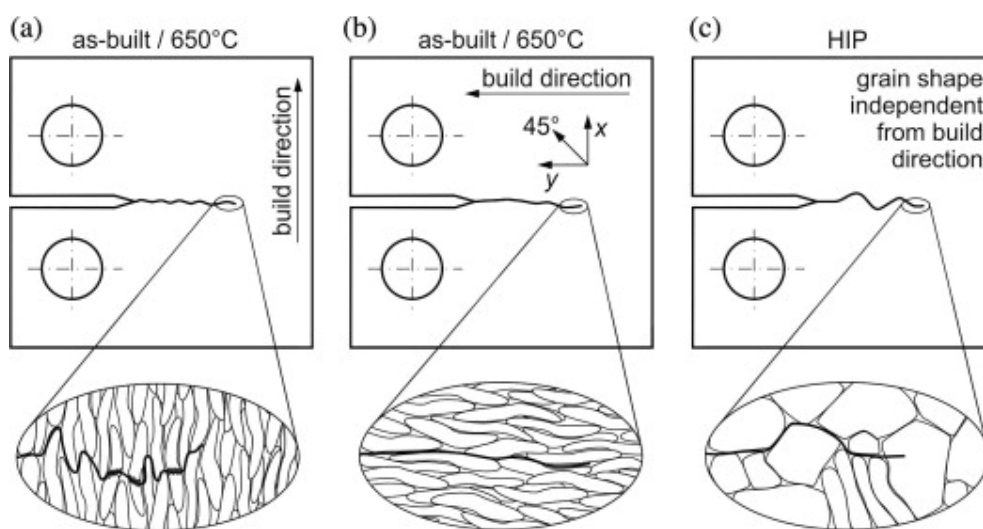 (a)
as-built / 650°C
build direction
(b)
as-built / 650°C
build direction
45°
x
y
(c)
HIP
grain shape
independent
from build
direction